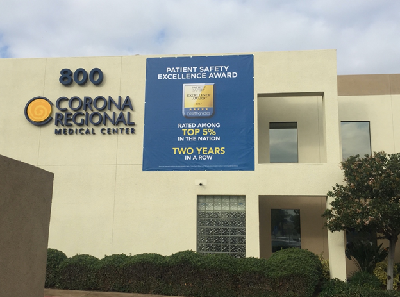 800
CORONA
REGIONAL
MEDICAL CENTER
PATIENT SAFETY
EXCELLENCE AWARD
RATED AMONG
TOP 5%
IN THE NATION
TWO YEARS
IN A ROW